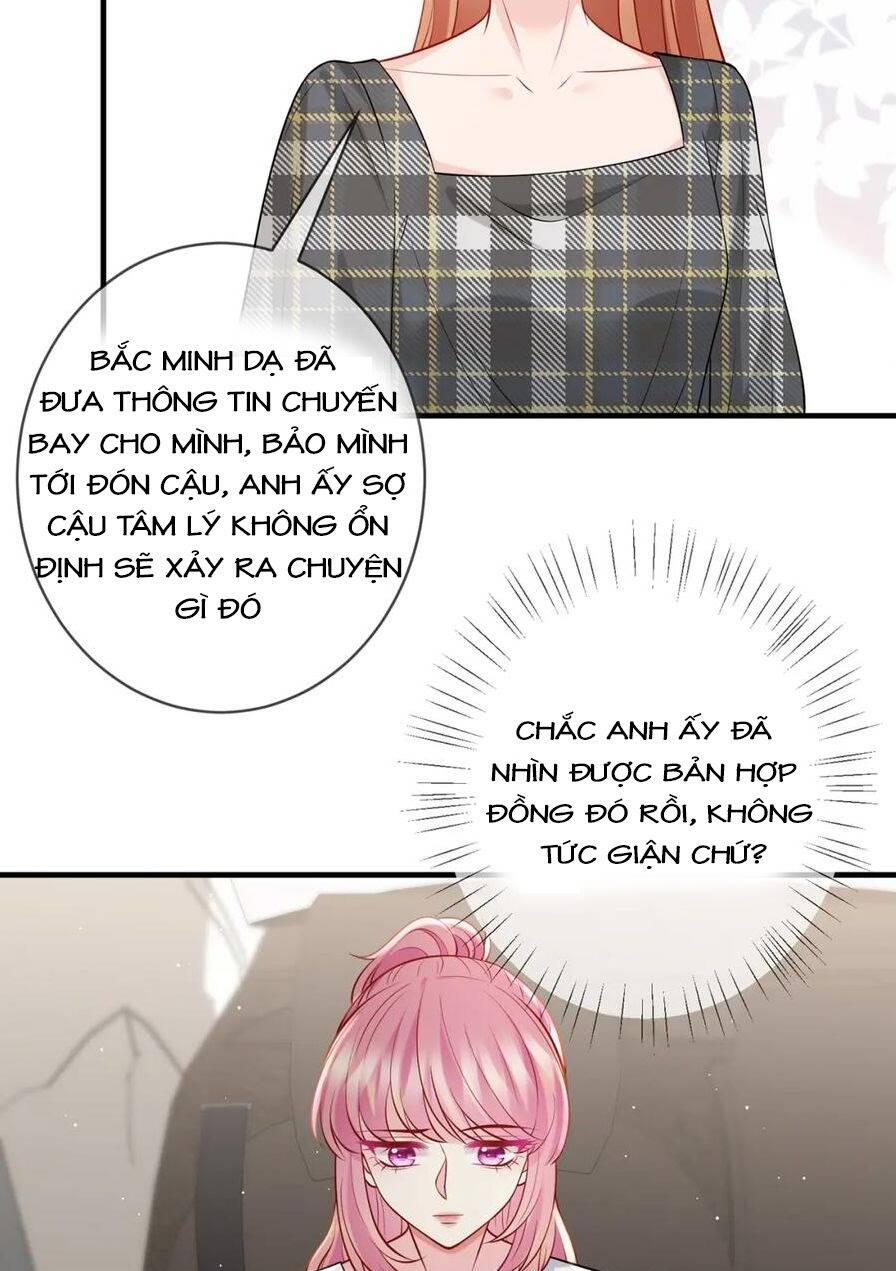 BẮC MINH DẠ ĐÃ
ĐƯA THÔNG TIN CHUYẾN
BAY CHO MÌNH, BẢO MÌNH
TỚI ĐÓN CẬU, ANH ẤY SỢ
CẬU TÂM LÝ KHÔNG ỔN
ĐỊNH SẼ XẢY RA CHUYỆN
GÌ ĐÓ
CHẮC ANH ẤY ĐÃ
NHÌN ĐƯỢC BẢN HỢP
ĐỒNG ĐÓ RỒI, KHÔNG
TỨC GIẬN CHỨ?